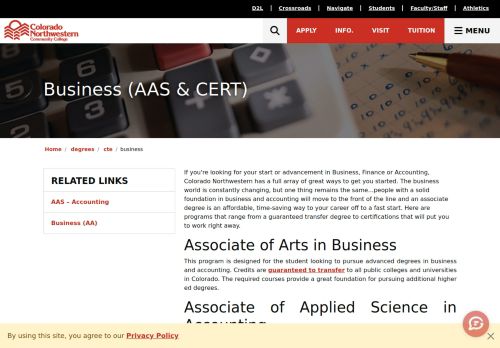 D2L | Crossroads | Navigate | Students | Faculty/Staff | Athletics
Colorado
Northwestern
Community College
APPLY INFO. VISIT TUITION MENU
Business (AAS & CERT)
Home / degrees / cte / business
RELATED LINKS
AAS – Accounting
Business (AA)
If you're looking for your start or advancement in Business, Finance or Accounting,
Colorado Northwestern has a full array of great ways to get you started. The business
world is constantly changing, but one thing remains the same...people with a solid
foundation in business and accounting will move to the front of the line and an associate
degree is an affordable, time-saving way to your career off to a fast start. Here are
programs that range from a guaranteed transfer degree to certifications that will put you
to work right away.
Associate of Arts in Business
This program is designed for the student looking to pursue advanced degrees in business
and accounting. Credits are guaranteed to transfer to all public colleges and universities
in Colorado. The required courses provide a great foundation for pursuing additional higher
ed degrees.
Associate of Applied Science in
Accounting
By using this site, you agree to our Privacy Policy